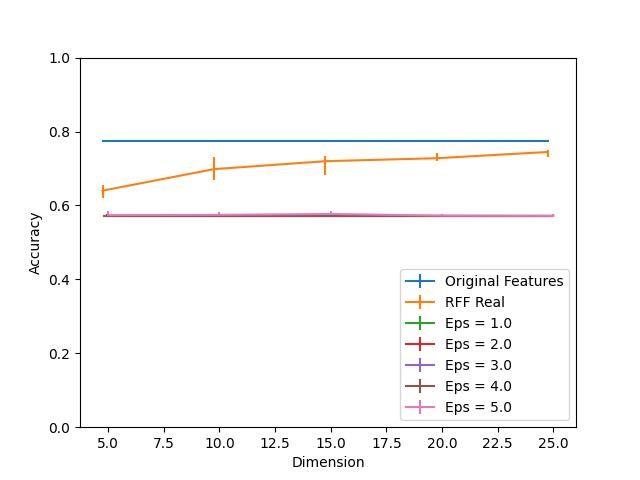 1.0
0.8
0.6
0.4
0.2
0.0
Accuracy
Original Features
RFF Real
Eps = 1.0
Eps = 2.0
Eps = 3.0
Eps = 4.0
Eps = 5.0
5.0 7.5 10.0 12.5 15.0 17.5 20.0 22.5 25.0
Dimension